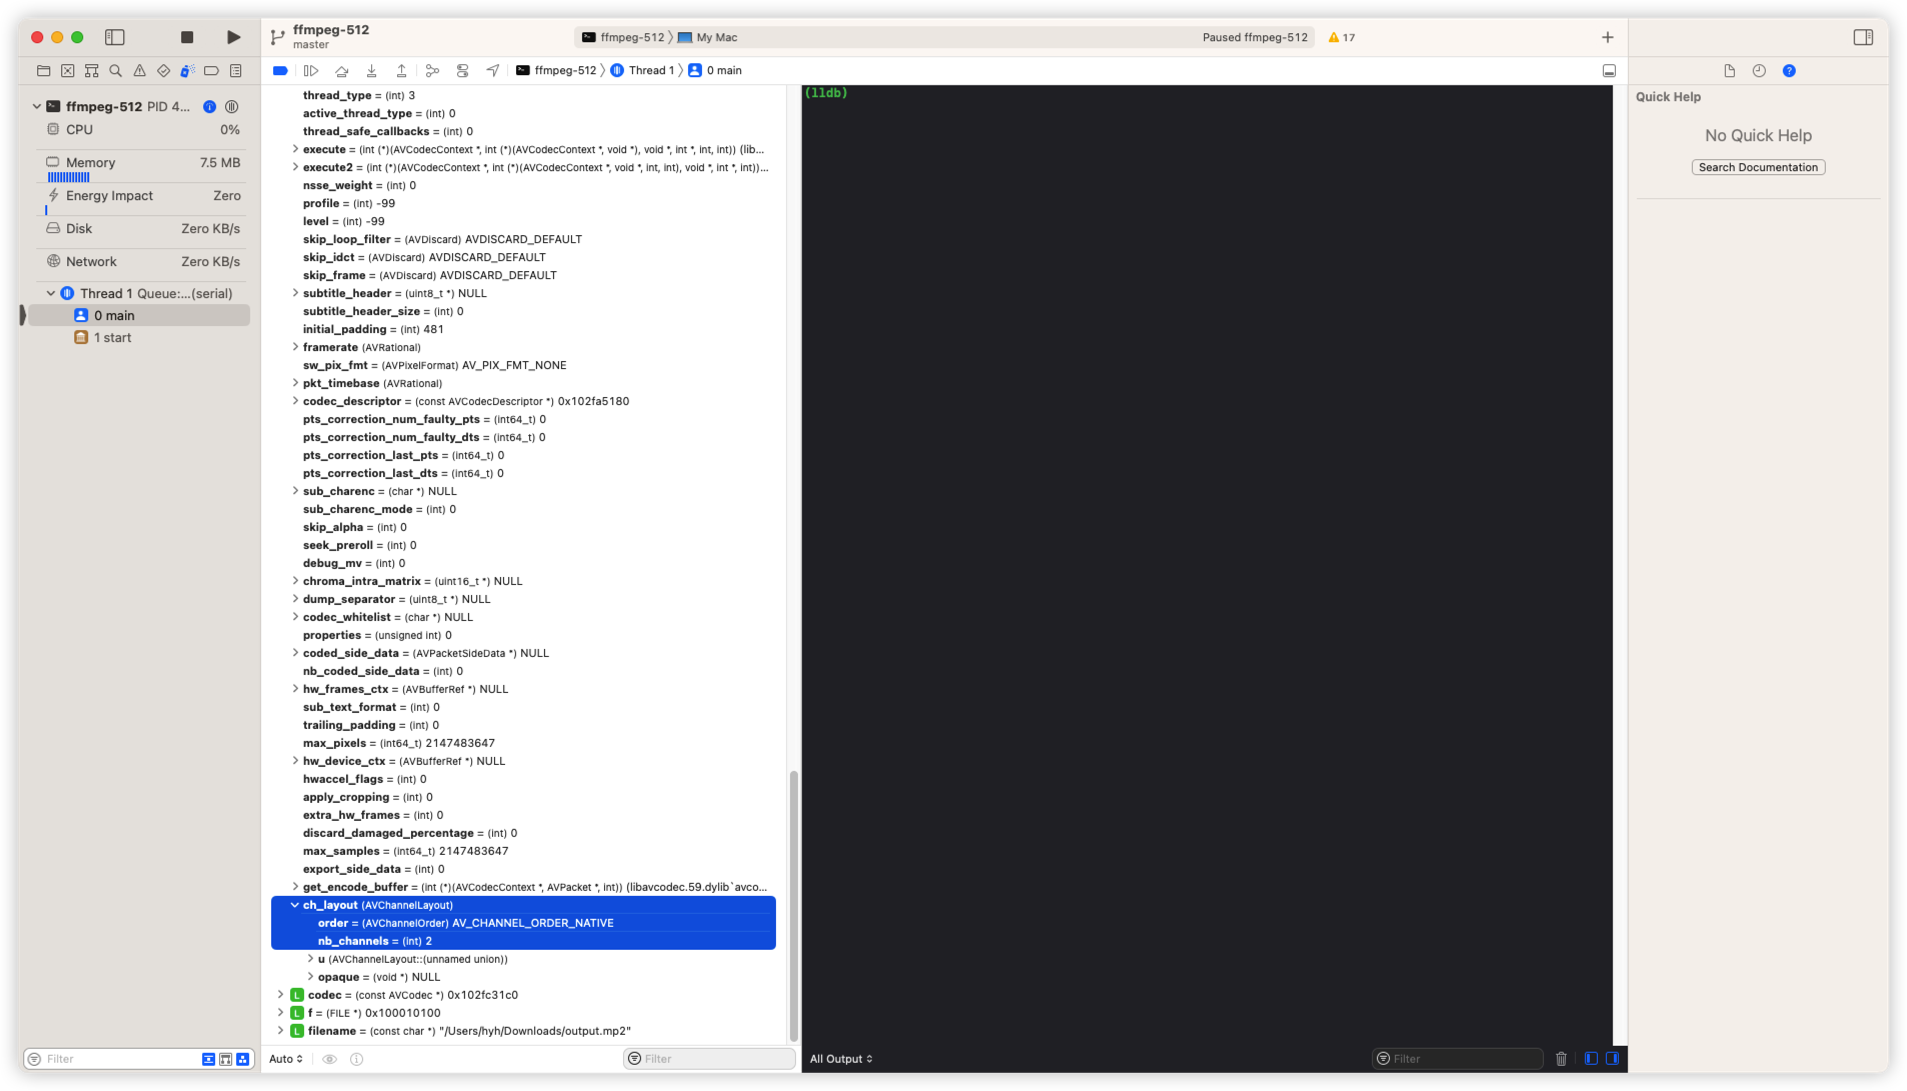 ffmpeg-512
master
ffmpeg-512 My Mac
Paused ffmpeg-512
17
ffmpeg-512 Thread 1 0 main
ffmpeg-512 PID 4...
CPU 0%
Memory 7.5 MB
Energy Impact Zero
Disk Zero KB/s
Network Zero KB/s
Thread 1 Queue:...(serial)
0 main
1 start
Filter
thread_type = (int) 3
active_thread_type = (int) 0
thread_safe_callbacks = (int) 0
execute = (int (*)(AVCodecContext *, int (*)(AVCodecContext *, void *), void *, int *, int, int)) (lib...
execute2 = (int (*)(AVCodecContext *, int (*)(AVCodecContext *, void *, int, int), void *, int *, int))...
nsse_weight = (int) 0
profile = (int) -99
level = (int) -99
skip_loop_filter = (AVDiscard) AVDISCARD_DEFAULT
skip_idct = (AVDiscard) AVDISCARD_DEFAULT
skip_frame = (AVDiscard) AVDISCARD_DEFAULT
subtitle_header = (uint8_t *) NULL
subtitle_header_size = (int) 0
initial_padding = (int) 481
framerate (AVRational)
sw_pix_fmt = (AVPixelFormat) AV_PIX_FMT_NONE
pkt_timebase (AVRational)
codec_descriptor = (const AVCodecDescriptor *) 0x102fa5180
pts_correction_num_faulty_pts = (int64_t) 0
pts_correction_num_faulty_dts = (int64_t) 0
pts_correction_last_pts = (int64_t) 0
pts_correction_last_dts = (int64_t) 0
sub_charenc = (char *) NULL
sub_charenc_mode = (int) 0
skip_alpha = (int) 0
seek_preroll = (int) 0
debug_mv = (int) 0
chroma_intra_matrix = (uint16_t *) NULL
dump_separator = (uint8_t *) NULL
codec_whitelist = (char *) NULL
properties = (unsigned int) 0
coded_side_data = (AVPacketSideData *) NULL
nb_coded_side_data = (int) 0
hw_frames_ctx = (AVBufferRef *) NULL
sub_text_format = (int) 0
trailing_padding = (int) 0
max_pixels = (int64_t) 2147483647
hw_device_ctx = (AVBufferRef *) NULL
hwaccel_flags = (int) 0
apply_cropping = (int) 0
extra_hw_frames = (int) 0
discard_damaged_percentage = (int) 0
max_samples = (int64_t) 2147483647
export_side_data = (int) 0
get_encode_buffer = (int (*)(AVCodecContext *, AVPacket *, int)) (libavcodec.59.dylib`avco...
ch_layout (AVChannelLayout)
order = (AVChannelOrder) AV_CHANNEL_ORDER_NATIVE
nb_channels = (int) 2
u (AVChannelLayout::(unnamed union))
opaque = (void *) NULL
L codec = (const AVCodec *) 0x102fc31c0
L f = (FILE *) 0x100010100
L filename = (const char *) "/Users/hyh/Downloads/output.mp2"
Auto
Filter
(lldb)
All Output
Filter
Quick Help
No Quick Help
Search Documentation